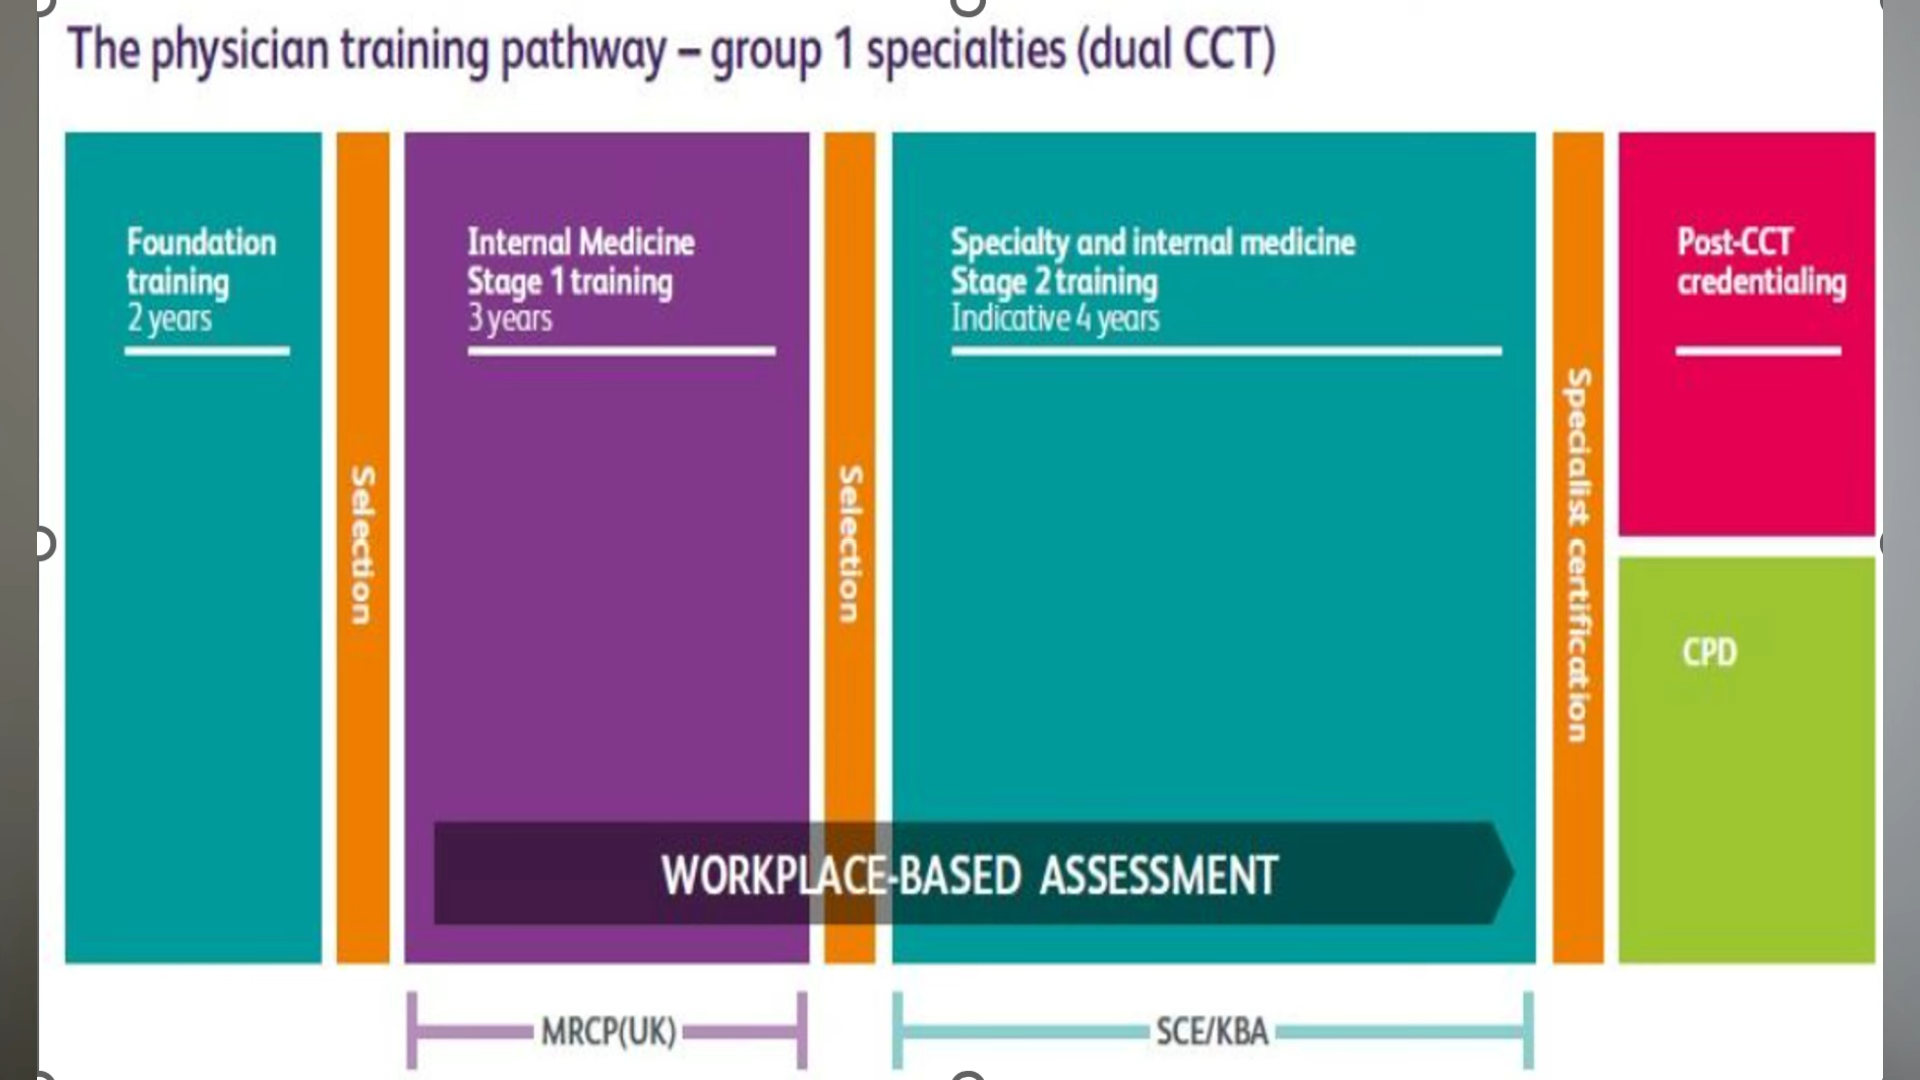 The physician training pathway – group 1 specialties (dual CCT)
Foundation
training
2 years
Selection
Internal Medicine
Stage 1 training
3 years
Selection
Specialty and internal medicine
Stage 2 training
Indicative 4 years
Specialist certification
Post-CCT
credentialing
CPD
WORKPLACE-BASED ASSESSMENT
MRCP(UK)
SCE/KBA